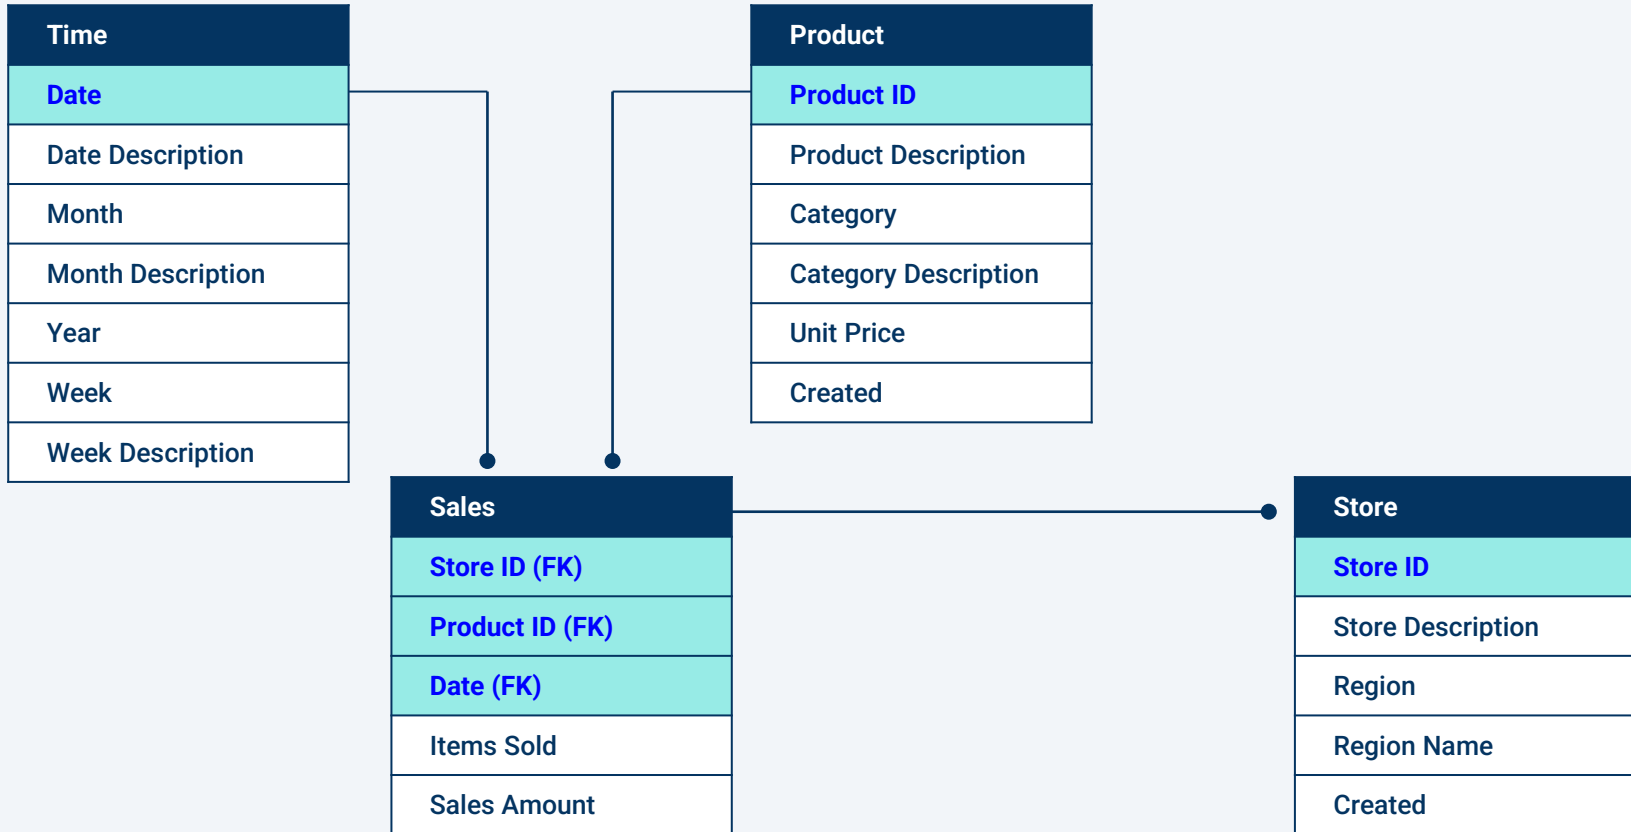 Time
Date
Date Description
Month
Month Description
Year
Week
Week Description
Product
Product ID
Product Description
Category
Category Description
Unit Price
Created
Sales
Store ID (FK)
Product ID (FK)
Date (FK)
Items Sold
Sales Amount
Store
Store ID
Store Description
Region
Region Name
Created